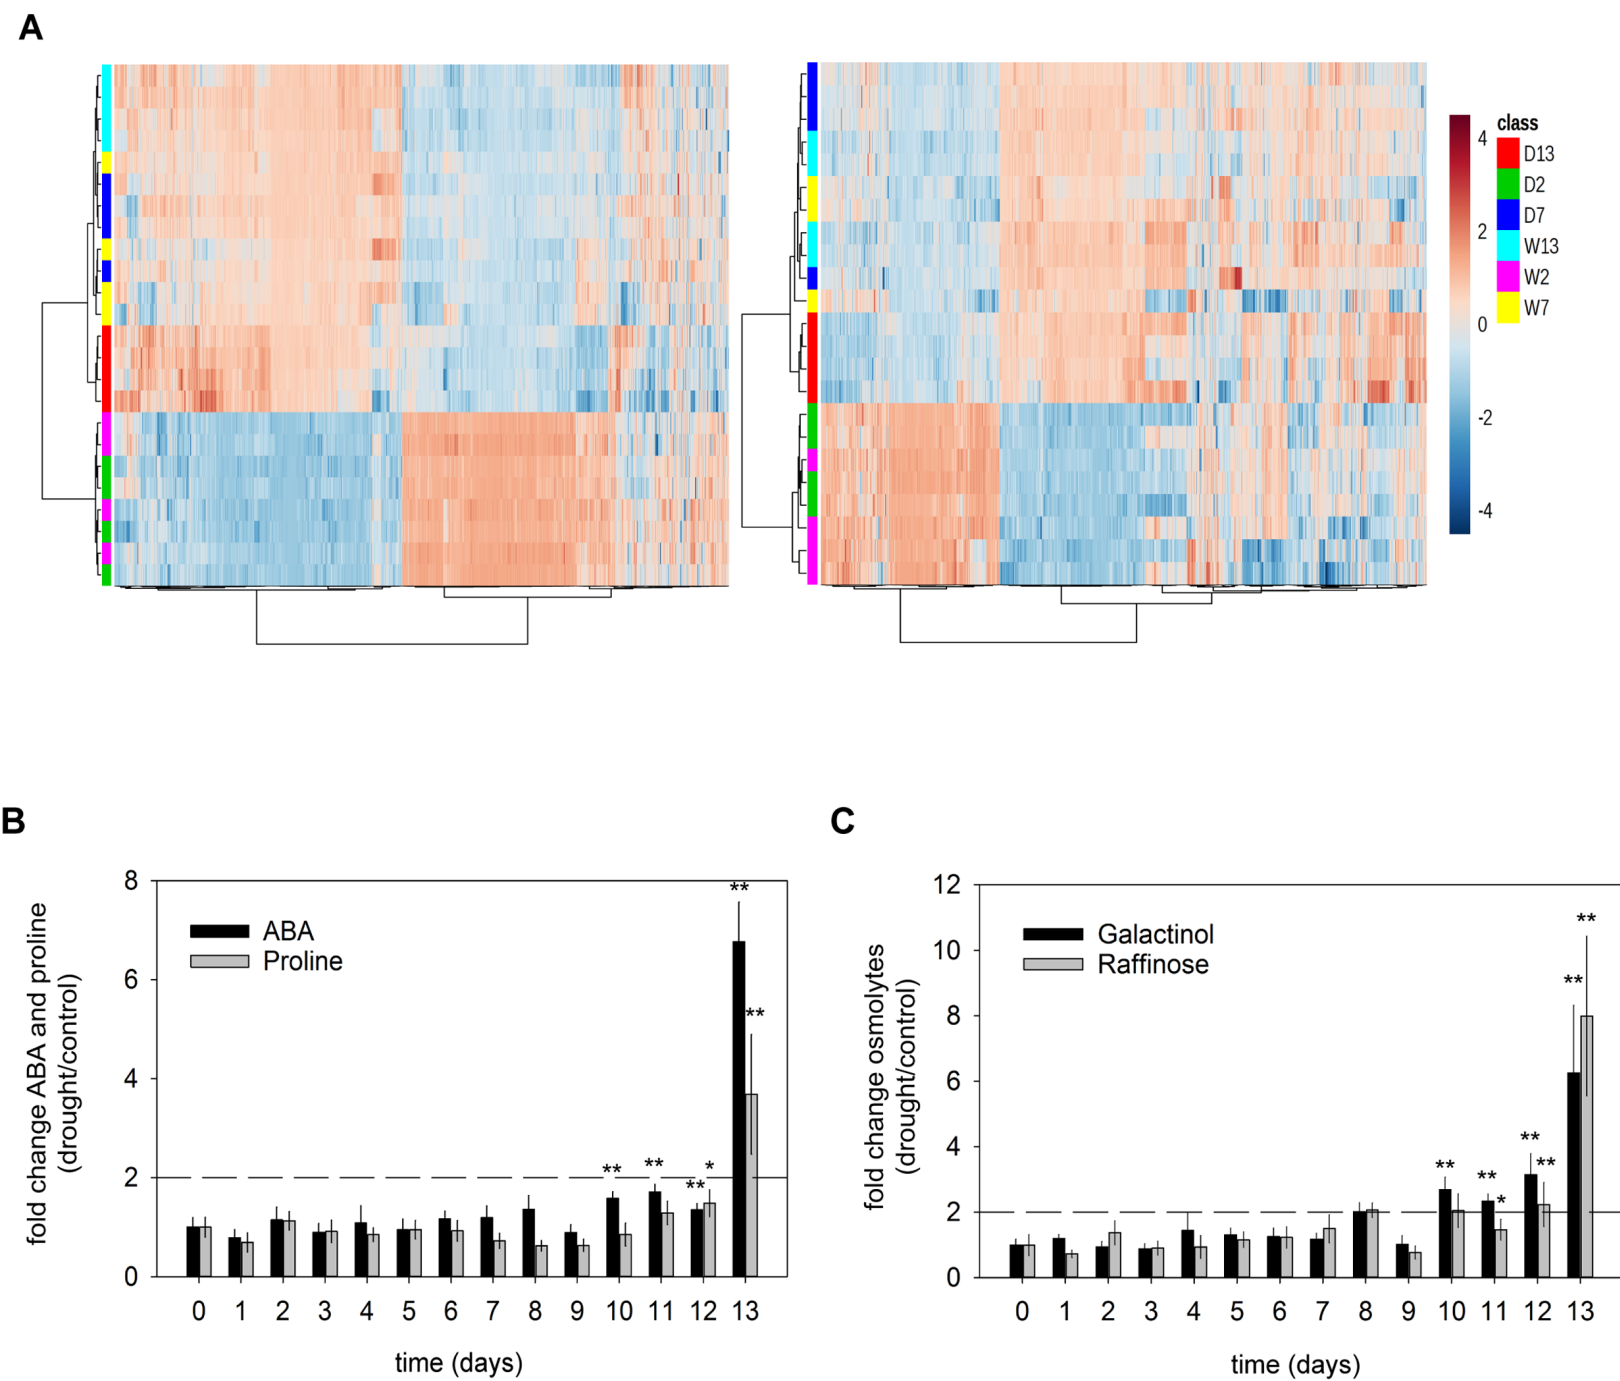 A
class
4
2
0
-2
-4
D13
D2
D7
W13
W2
W7
B
fold change ABA and proline
(drought/control)
8
6
4
2
0
ABA
Proline
**
**
**
**
**
*
0 1 2 3 4 5 6 7 8 9 10 11 12 13
time (days)
C
fold change osmolytes
(drought/control)
12
10
8
6
4
2
0
Galactinol
Raffinose
**
**
**
**
**
**
*
0 1 2 3 4 5 6 7 8 9 10 11 12 13
time (days)